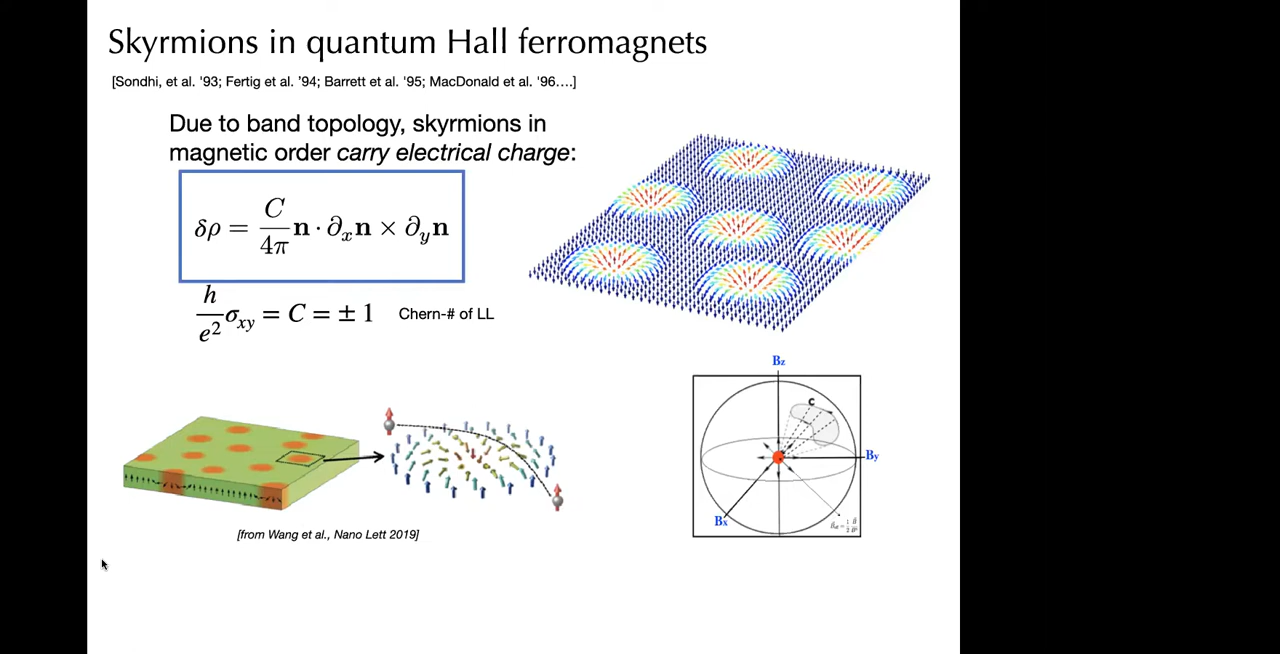 Skyrmions in quantum Hall ferromagnets
[Sondhi, et al. '93; Fertig et al. ’94; Barrett et al. '95; MacDonald et al. '96....]
Due to band topology, skyrmions in
magnetic order carry electrical charge:
δρ = C/4π n · ∂ₓn × ∂ᵧn
h/e² σxy = C = ± 1 Chern-# of LL
Bz
C
By
Bx
[from Wang et al., Nano Lett 2019]